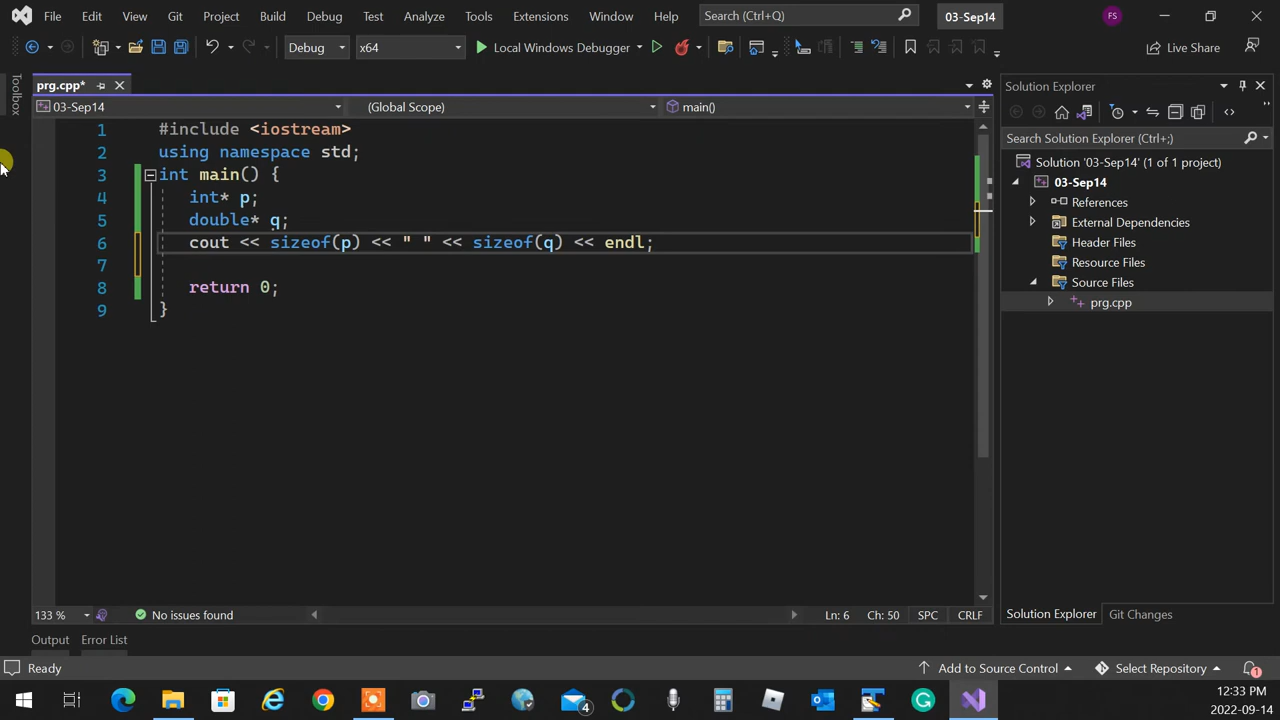 File Edit View Git Project Build Debug Test Analyze Tools Extensions Window Help Search (Ctrl+Q) 03-Sep14 FS
Debug x64 Local Windows Debugger Live Share
Toolbox
prg.cpp*
03-Sep14 (Global Scope) main()
1 #include <iostream>
2 using namespace std;
3 int main() {
4 int* p;
5 double* q;
6 cout << sizeof(p) << " " << sizeof(q) << endl;
7
8 return 0;
9 }
Solution Explorer
Search Solution Explorer (Ctrl+;)
Solution '03-Sep14' (1 of 1 project)
03-Sep14
References
External Dependencies
Header Files
Resource Files
Source Files
prg.cpp
133 % No issues found Ln: 6 Ch: 50 SPC CRLF
Solution Explorer Git Changes
Output Error List
Ready Add to Source Control Select Repository 1
4
12:33 PM
2022-09-14